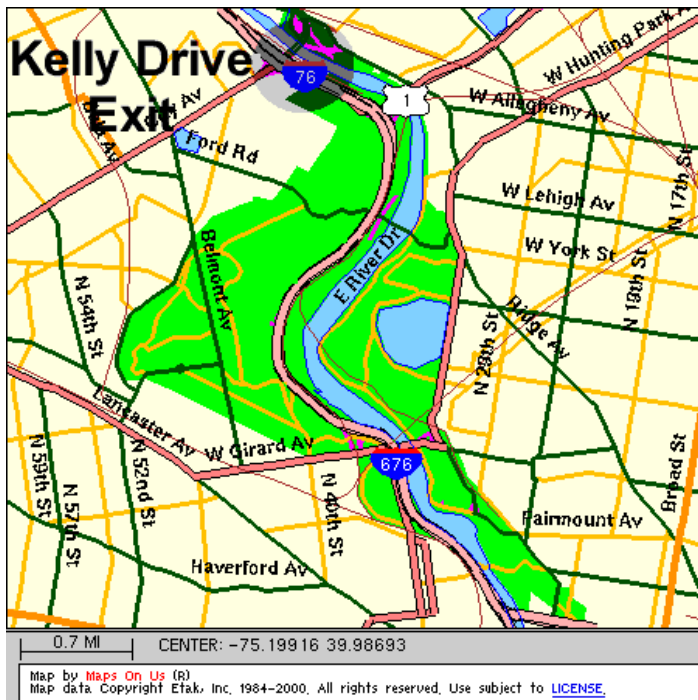 Kelly Drive
Exit
76
1
W Hunting Park A
W Allegheny Av
Ford Rd
N 17th St
W Lehigh Av
W York St
Belmont Av
E River Dr
N 19th St
N 54th St
Ridge Av
N 29th St
Lancaster Av
W Girard Av
676
N 59th St
N 57th St
N 52nd St
N 40th St
Broad St
Fairmount Av
Haverford Av
0.7 MI
CENTER: -75.19916 39.98693
Map by Maps On Us (R)
Map data Copyright Etak, Inc. 1984-2000. All rights reserved. Use subject to LICENSE.